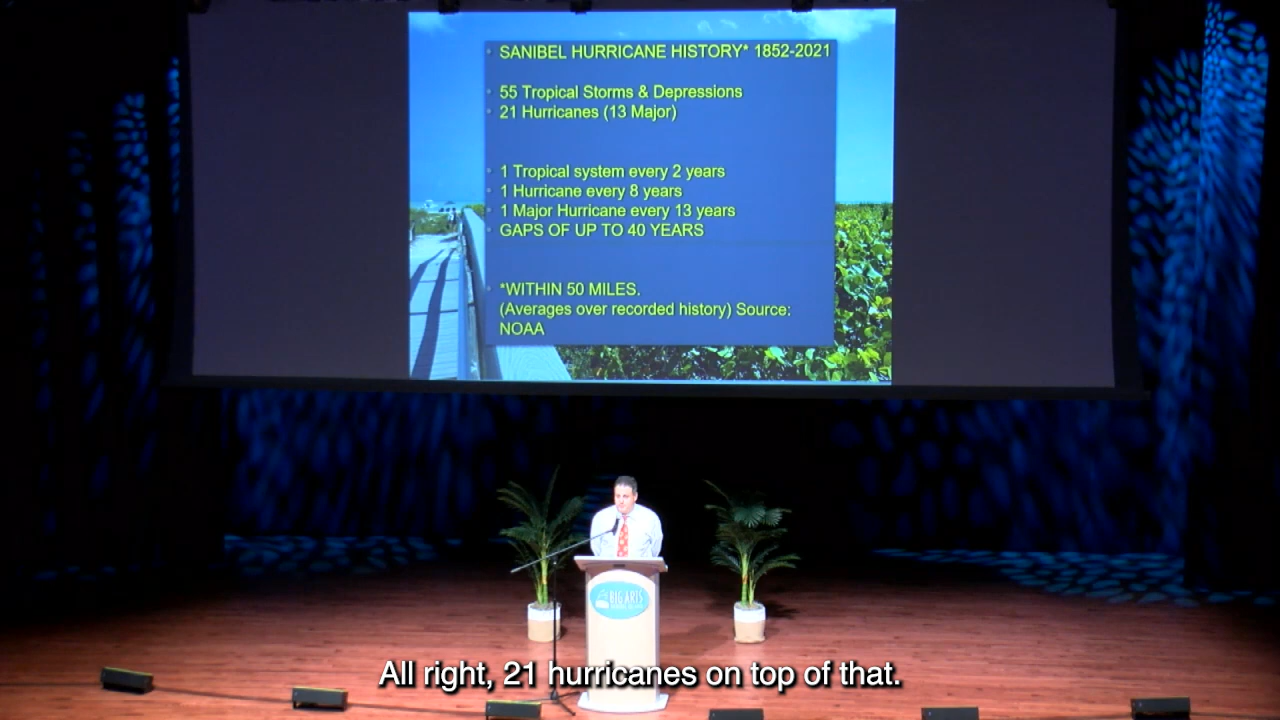 SANIBEL HURRICANE HISTORY* 1852-2021
55 Tropical Storms & Depressions
21 Hurricanes (13 Major)
1 Tropical system every 2 years
1 Hurricane every 8 years
1 Major Hurricane every 13 years
GAPS OF UP TO 40 YEARS
*WITHIN 50 MILES.
(Averages over recorded history) Source:
NOAA
BIG ARTS
All right, 21 hurricanes on top of that.